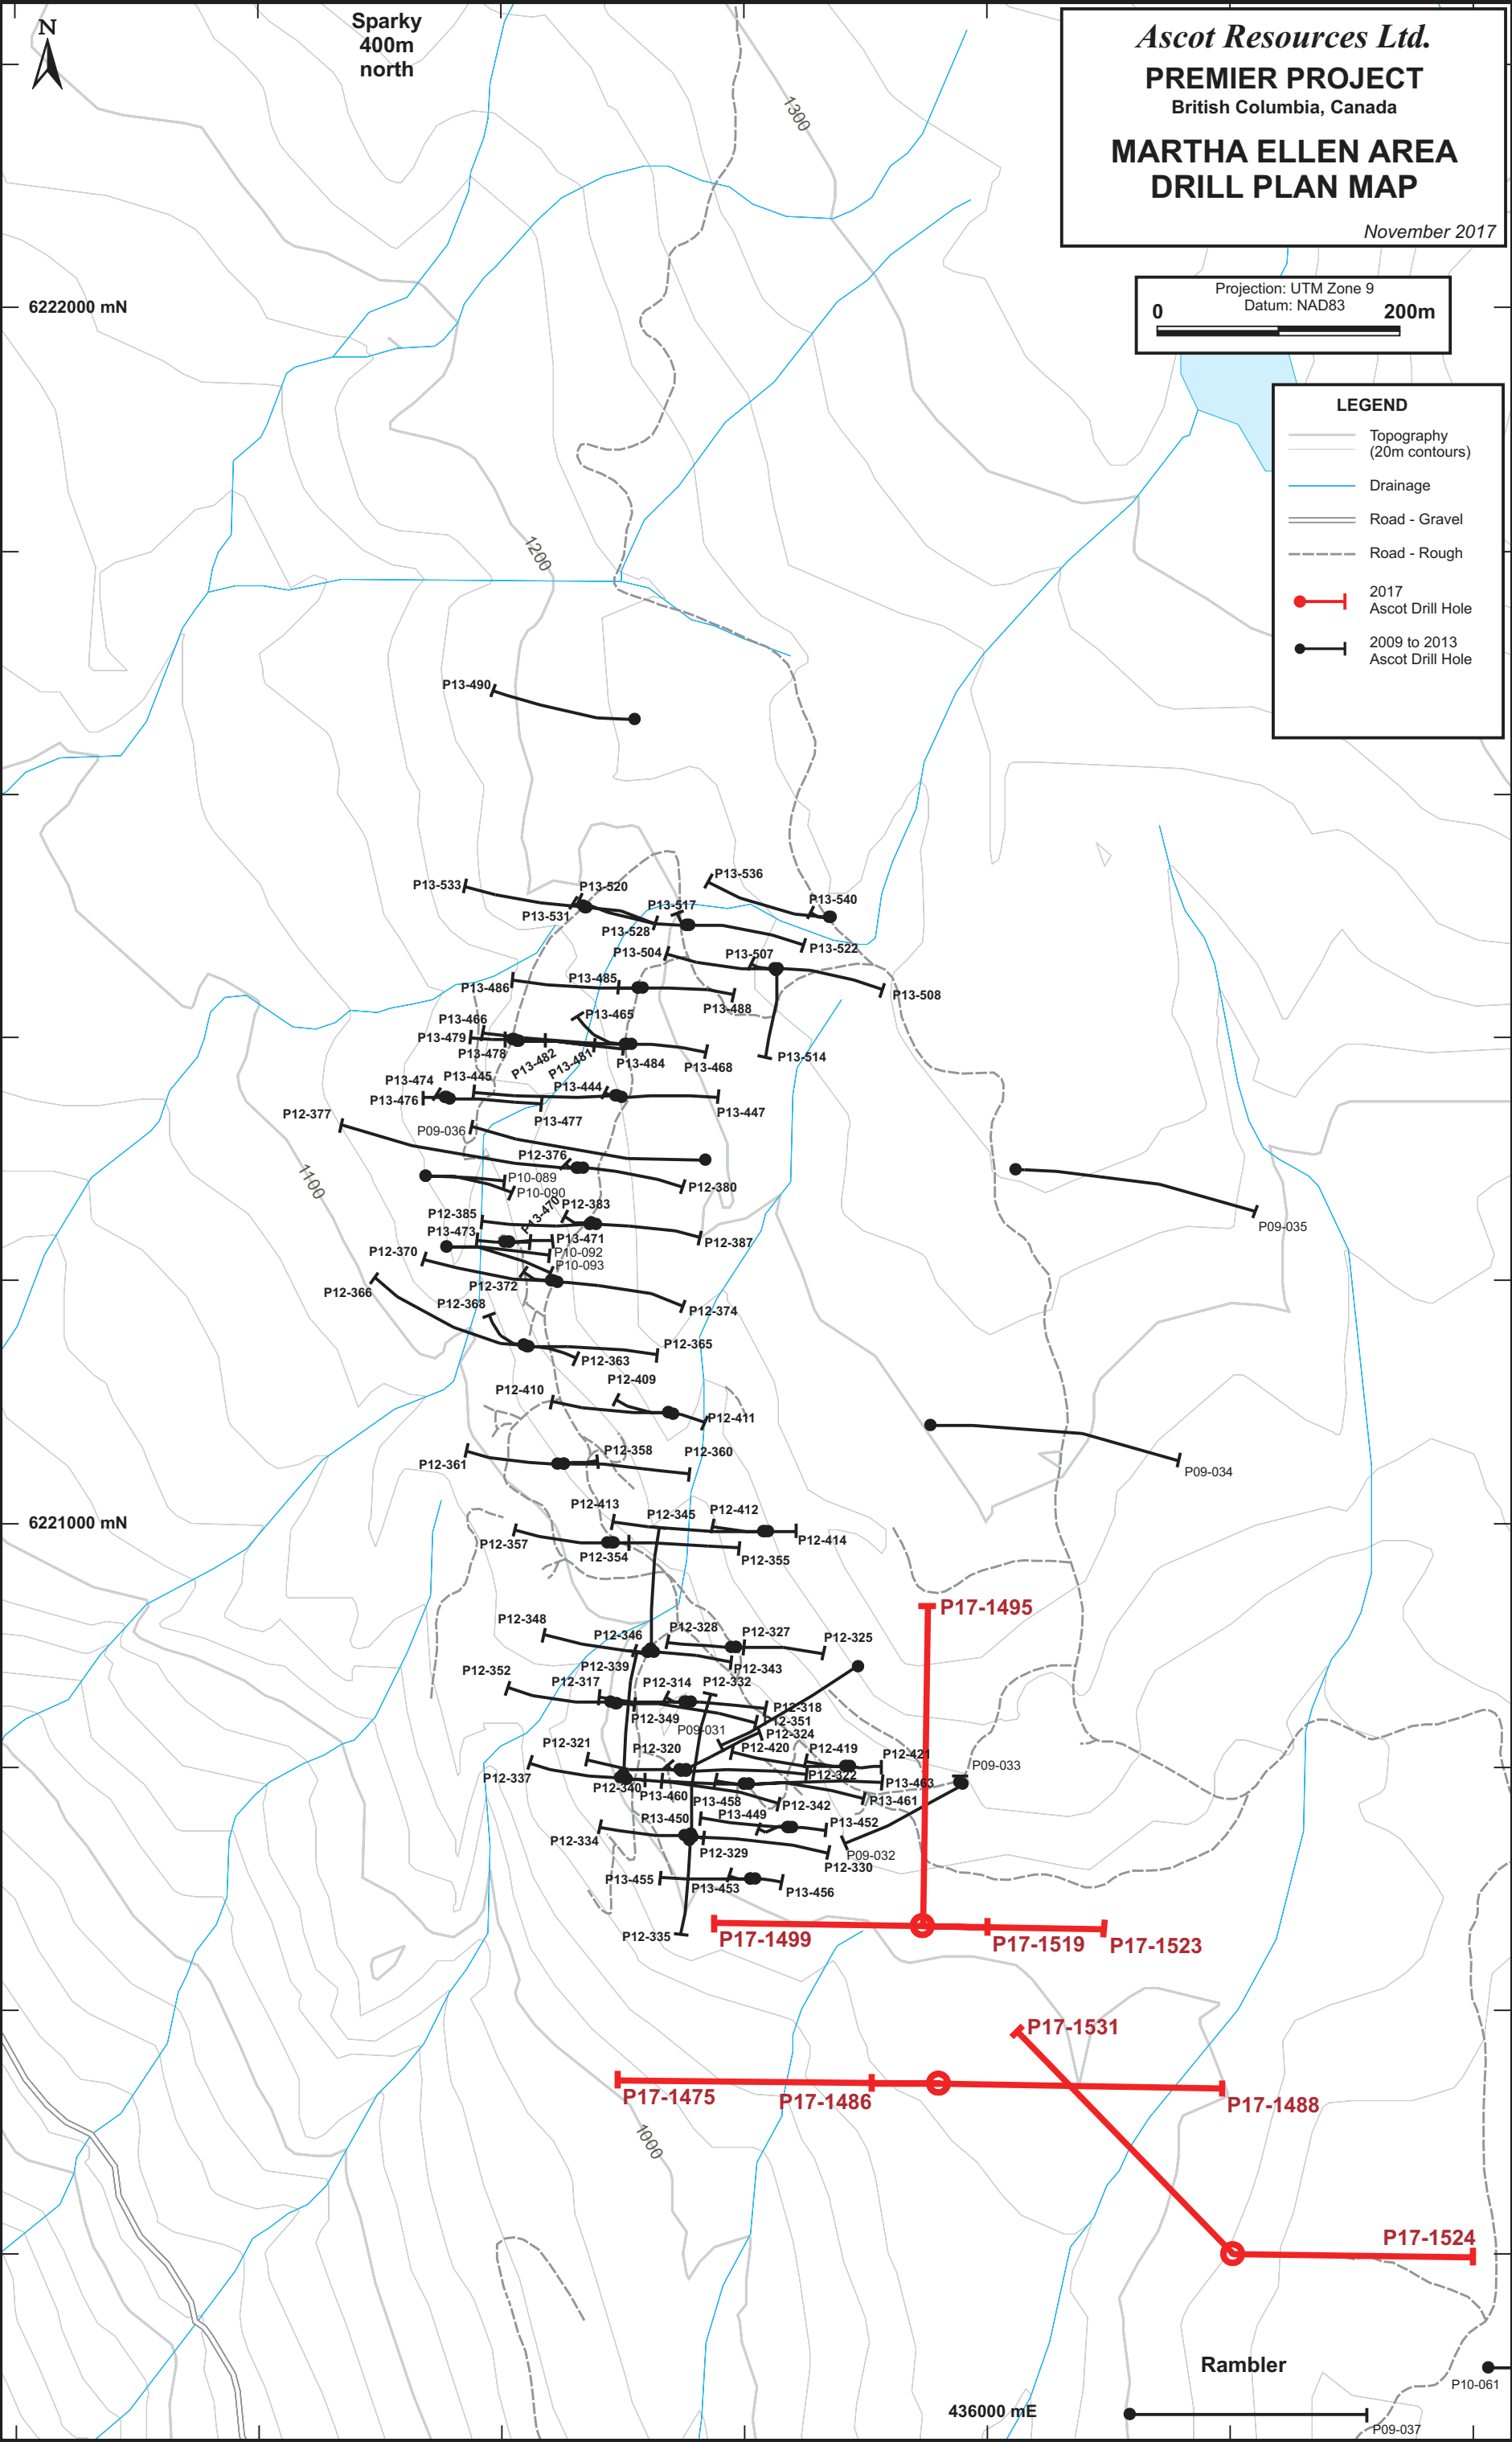 Sparky
400m
north
N
Ascot Resources Ltd.
PREMIER PROJECT
British Columbia, Canada
MARTHA ELLEN AREA
DRILL PLAN MAP
November 2017
1300
6222000 mN
Projection: UTM Zone 9
Datum: NAD83
0 200m
LEGEND
Topography
(20m contours)
Drainage
Road - Gravel
Road - Rough
2017
Ascot Drill Hole
2009 to 2013
Ascot Drill Hole
1200
P13-490
P13-536
P13-533
P13-520
P13-540
P13-517
P13-531
P13-528
P13-522
P13-504
P13-507
P13-485
P13-486
P13-508
P13-488
P13-465
P13-466
P13-479
P13-478
P13-482
P13-481
P13-484
P13-468
P13-514
P13-474
P13-445
P13-444
P13-476
P13-447
P12-377
P13-477
P09-036
P12-376
P10-089
P12-380
P10-090
1100
P13-470
P12-383
P12-385
P09-035
P13-473
P13-471
P12-387
P12-370
P10-092
P10-093
P12-366
P12-372
P12-368
P12-374
P12-365
P12-363
P12-409
P12-410
P12-411
P12-358
P12-360
P12-361
P09-034
P12-413
P12-345
P12-412
6221000 mN
P12-357
P12-414
P12-354
P12-355
P17-1495
P12-348
P12-328
P12-327
P12-346
P12-325
P12-339
P12-343
P12-352
P12-317
P12-314
P12-332
P12-318
P12-349
P12-351
P09-031
P12-324
P12-321
P12-320
P12-420
P12-419
P12-421
P09-033
P12-337
P12-322
P12-340
P13-463
P13-460
P13-458
P12-342
P13-461
P13-450
P13-449
P13-452
P12-334
P12-329
P09-032
P12-330
P13-455
P13-453
P13-456
P12-335
P17-1499
P17-1519
P17-1523
P17-1531
P17-1475
P17-1486
P17-1488
1000
P17-1524
Rambler
P10-061
436000 mE
P09-037